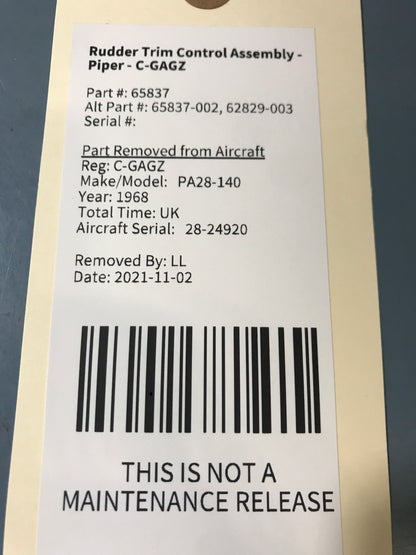 Rudder Trim Control Assembly -
Piper - C-GAGZ
Part #: 65837
Alt Part #: 65837-002, 62829-003
Serial #:
Part Removed from Aircraft
Reg: C-GAGZ
Make/Model: PA28-140
Year: 1968
Total Time: UK
Aircraft Serial: 28-24920
Removed By: LL
Date: 2021-11-02
THIS IS NOT A
MAINTENANCE RELEASE